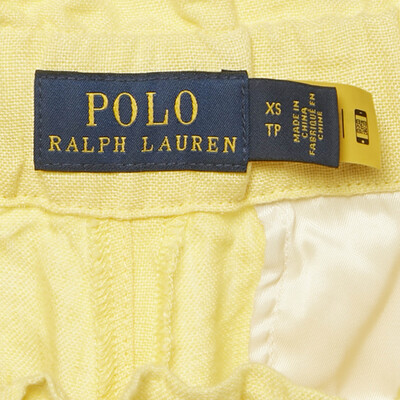 POLO
RALPH LAUREN
XS
TP
MADE IN
CHINA
FABRIQUÉ EN
CHINE